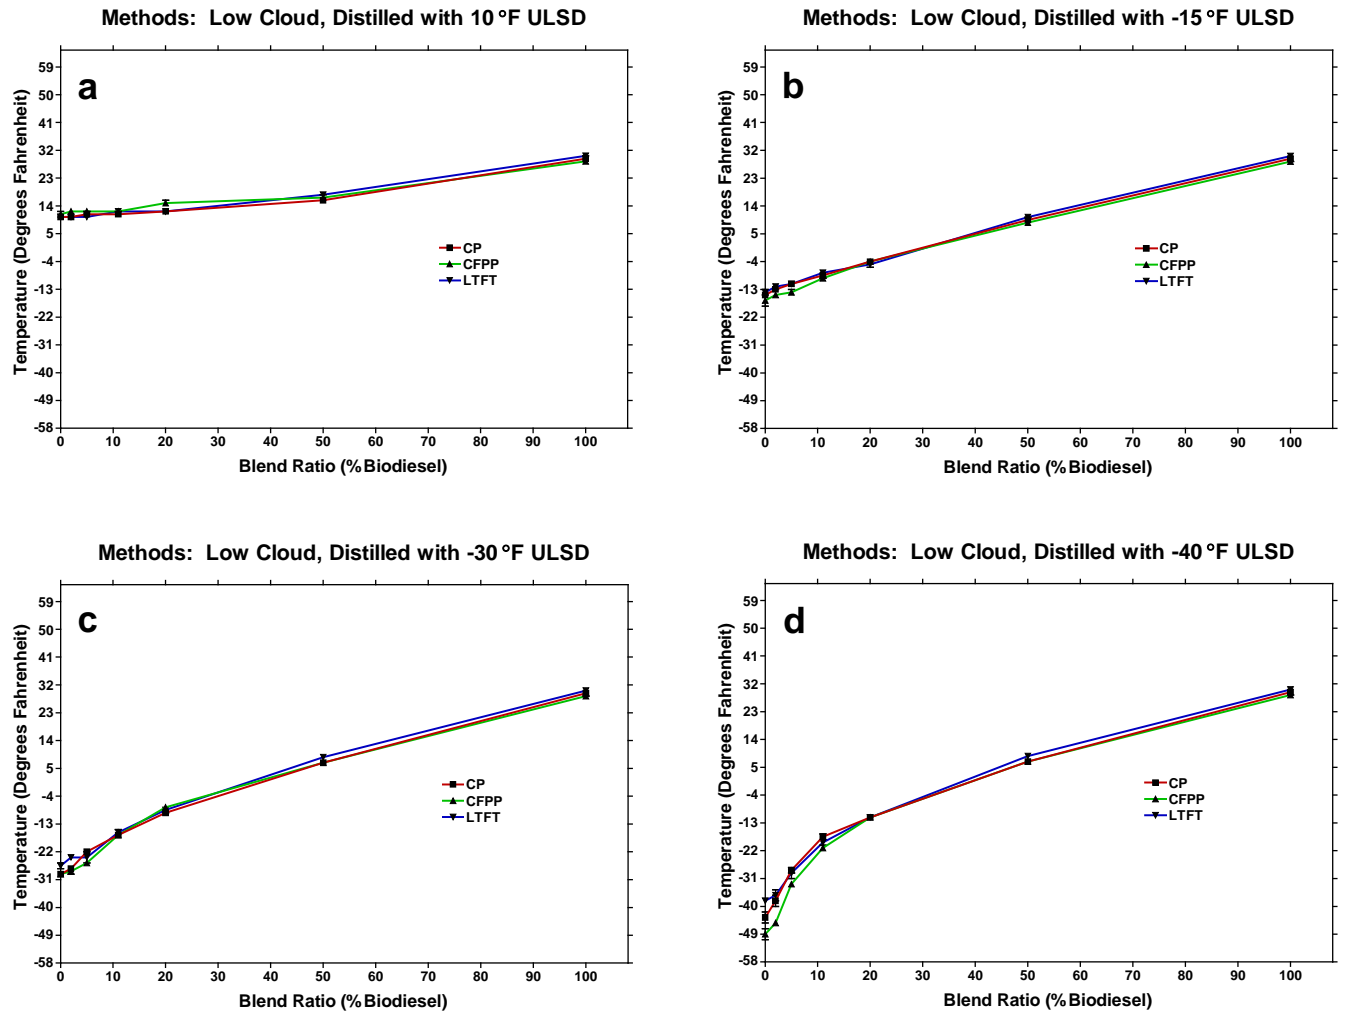 Methods: Low Cloud, Distilled with 10 °F ULSD
a
Temperature (Degrees Fahrenheit)
59
50
41
32
23
14
5
-4
-13
-22
-31
-40
-49
-58
0 10 20 30 40 50 60 70 80 90 100
Blend Ratio (% Biodiesel)
CP
CFPP
LTFT
Methods: Low Cloud, Distilled with -15 °F ULSD
b
Temperature (Degrees Fahrenheit)
59
50
41
32
23
14
5
-4
-13
-22
-31
-40
-49
-58
0 10 20 30 40 50 60 70 80 90 100
Blend Ratio (% Biodiesel)
CP
CFPP
LTFT
Methods: Low Cloud, Distilled with -30 °F ULSD
c
Temperature (Degrees Fahrenheit)
59
50
41
32
23
14
5
-4
-13
-22
-31
-40
-49
-58
0 10 20 30 40 50 60 70 80 90 100
Blend Ratio (% Biodiesel)
CP
CFPP
LTFT
Methods: Low Cloud, Distilled with -40 °F ULSD
d
Temperature (Degrees Fahrenheit)
59
50
41
32
23
14
5
-4
-13
-22
-31
-40
-49
-58
0 10 20 30 40 50 60 70 80 90 100
Blend Ratio (% Biodiesel)
CP
CFPP
LTFT